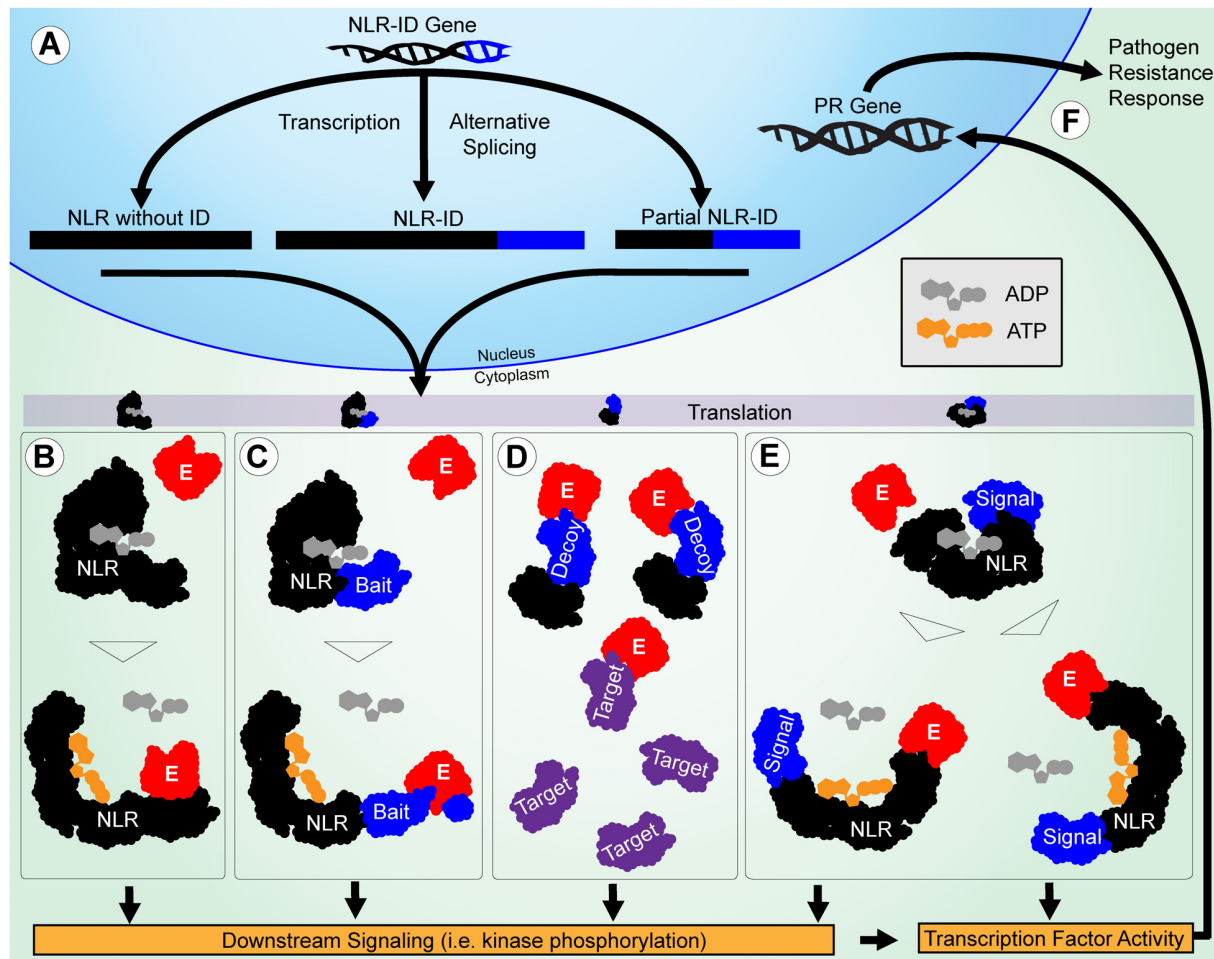 A
NLR-ID Gene
Transcription
Alternative
Splicing
NLR without ID
NLR-ID
Partial NLR-ID
PR Gene
F
Pathogen
Resistance
Response
ADP
ATP
Nucleus
Cytoplasm
Translation
B
E
NLR
E
NLR
C
E
NLR
Bait
E
Bait
NLR
D
E
Decoy
E
Decoy
E
Target
Target
Target
Target
E
E
Signal
NLR
Signal
E
NLR
E
NLR
Signal
Downstream Signaling (i.e. kinase phosphorylation)
Transcription Factor Activity